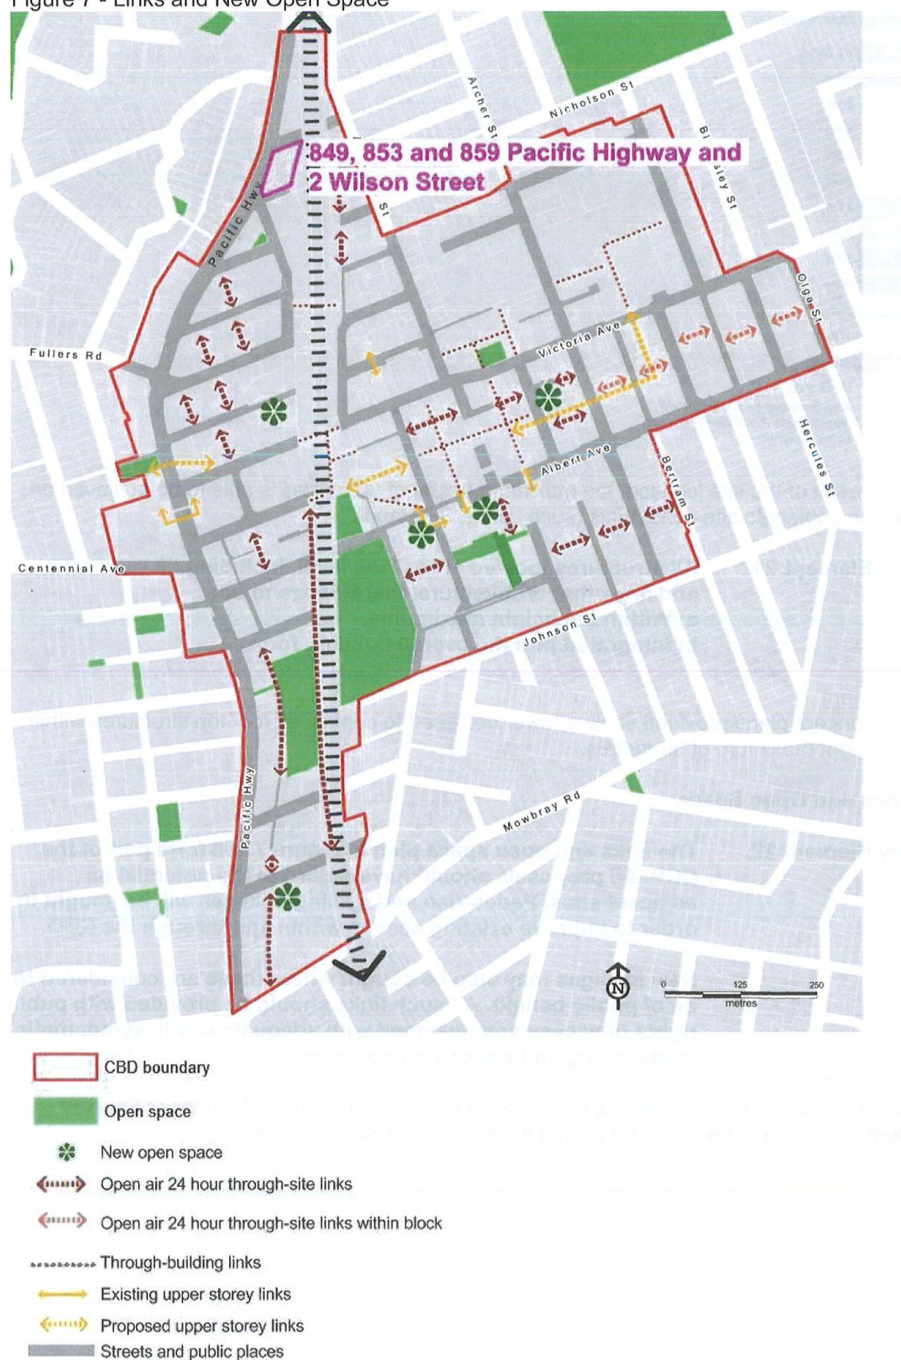 Figure 7 - Links and New Open Space
Archer St
Nicholson St
849, 853 and 859 Pacific Highway and
2 Wilson Street
St
Pacific Hwy
Olga St
Fullers Rd
Victoria Ave
Albert Ave
Bertram St
Hercules St
Centennial Ave
Johnson St
Pacific Hwy
Mowbray Rd
N
0 125 250
metres
CBD boundary
Open space
New open space
Open air 24 hour through-site links
Open air 24 hour through-site links within block
Through-building links
Existing upper storey links
Proposed upper storey links
Streets and public places